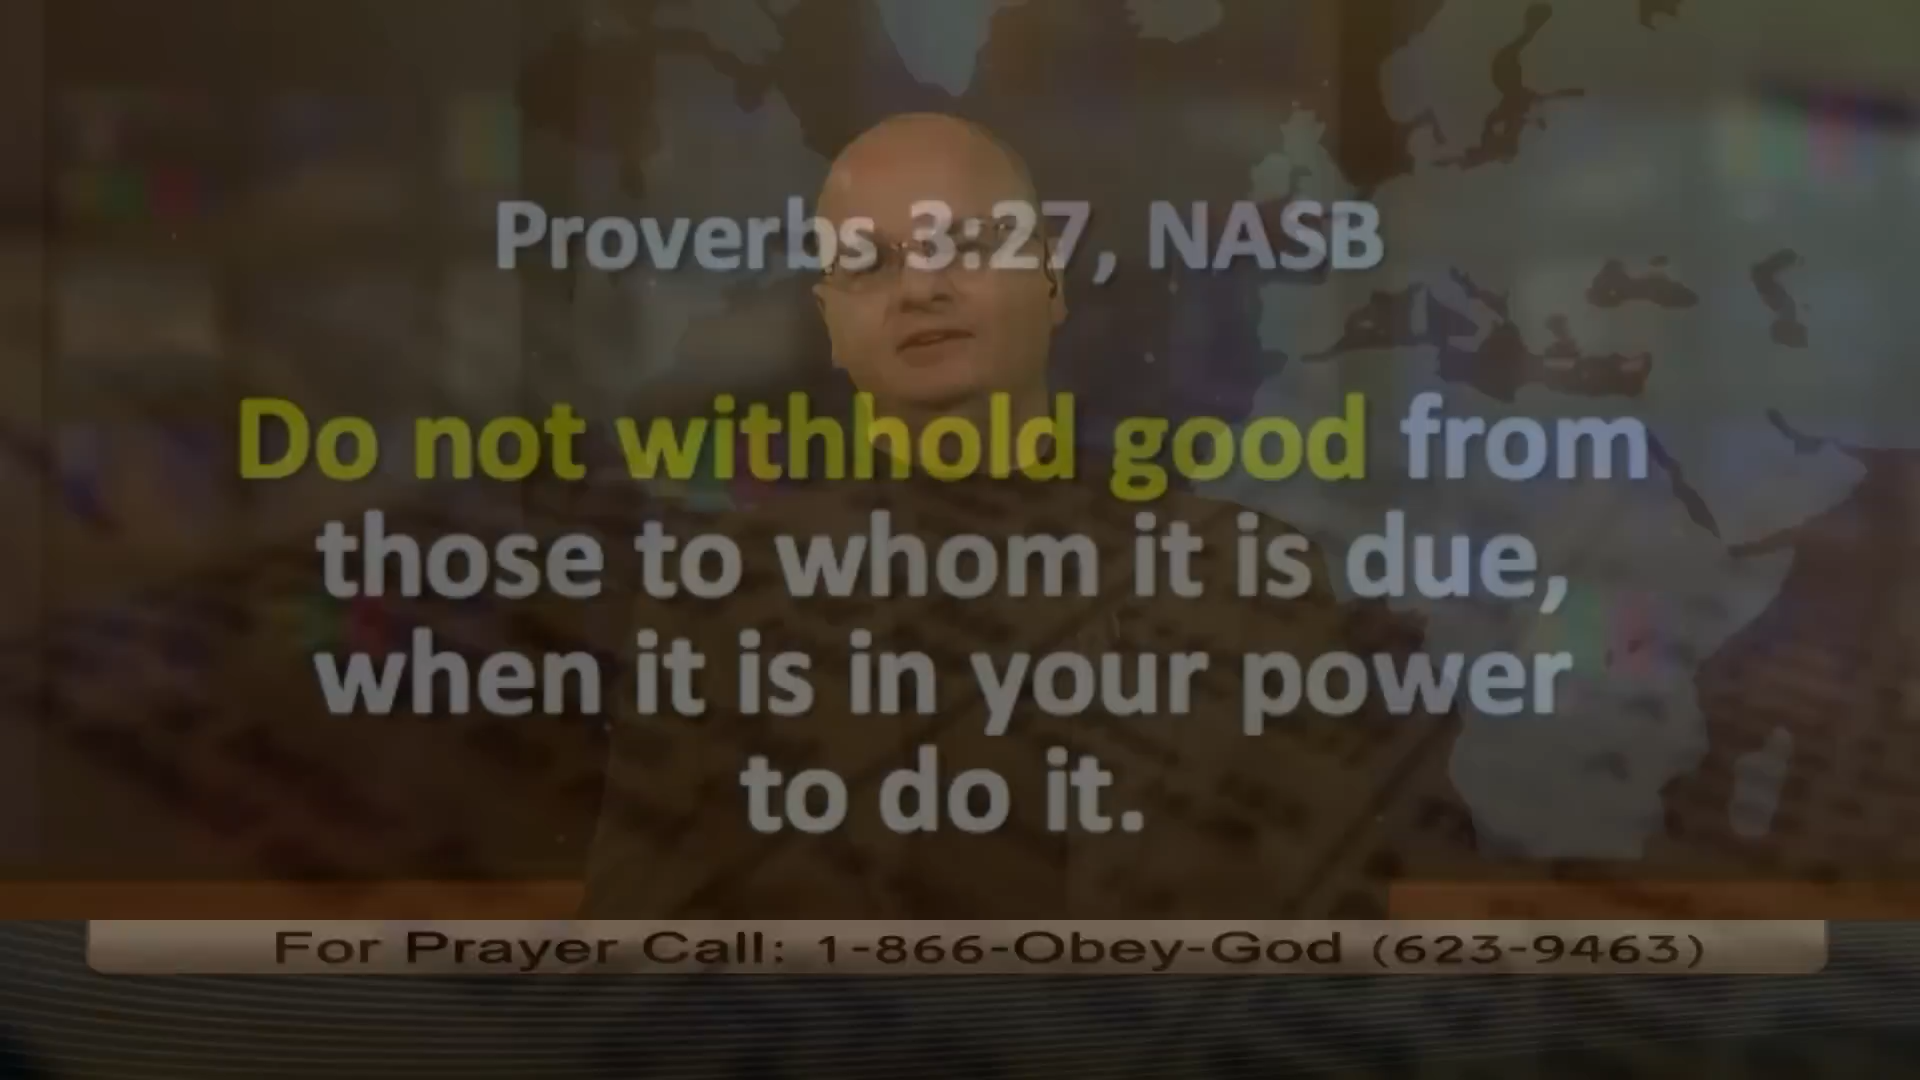 Proverbs 3:27, NASB
Do not withhold good from
those to whom it is due,
when it is in your power
to do it.
For Prayer Call: 1-866-Obey-God (623-9463)